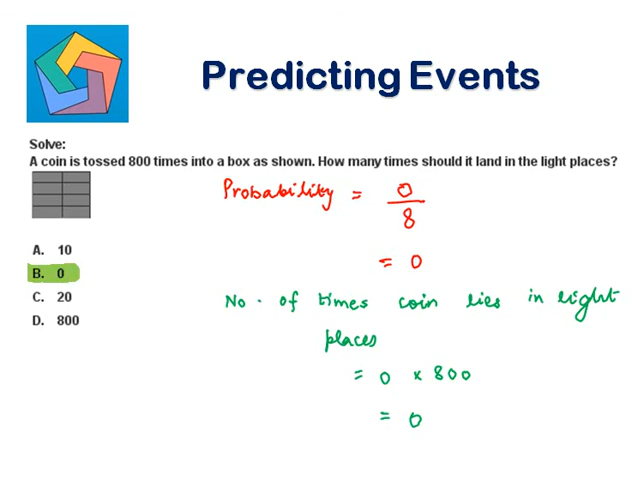 Predicting Events
Solve:
A coin is tossed 800 times into a box as shown. How many times should it land in the light places?
Probability = 0
8
= 0
A. 10
B. 0
C. 20
D. 800
No. of times coin lies in light
places
= 0 × 800
= 0